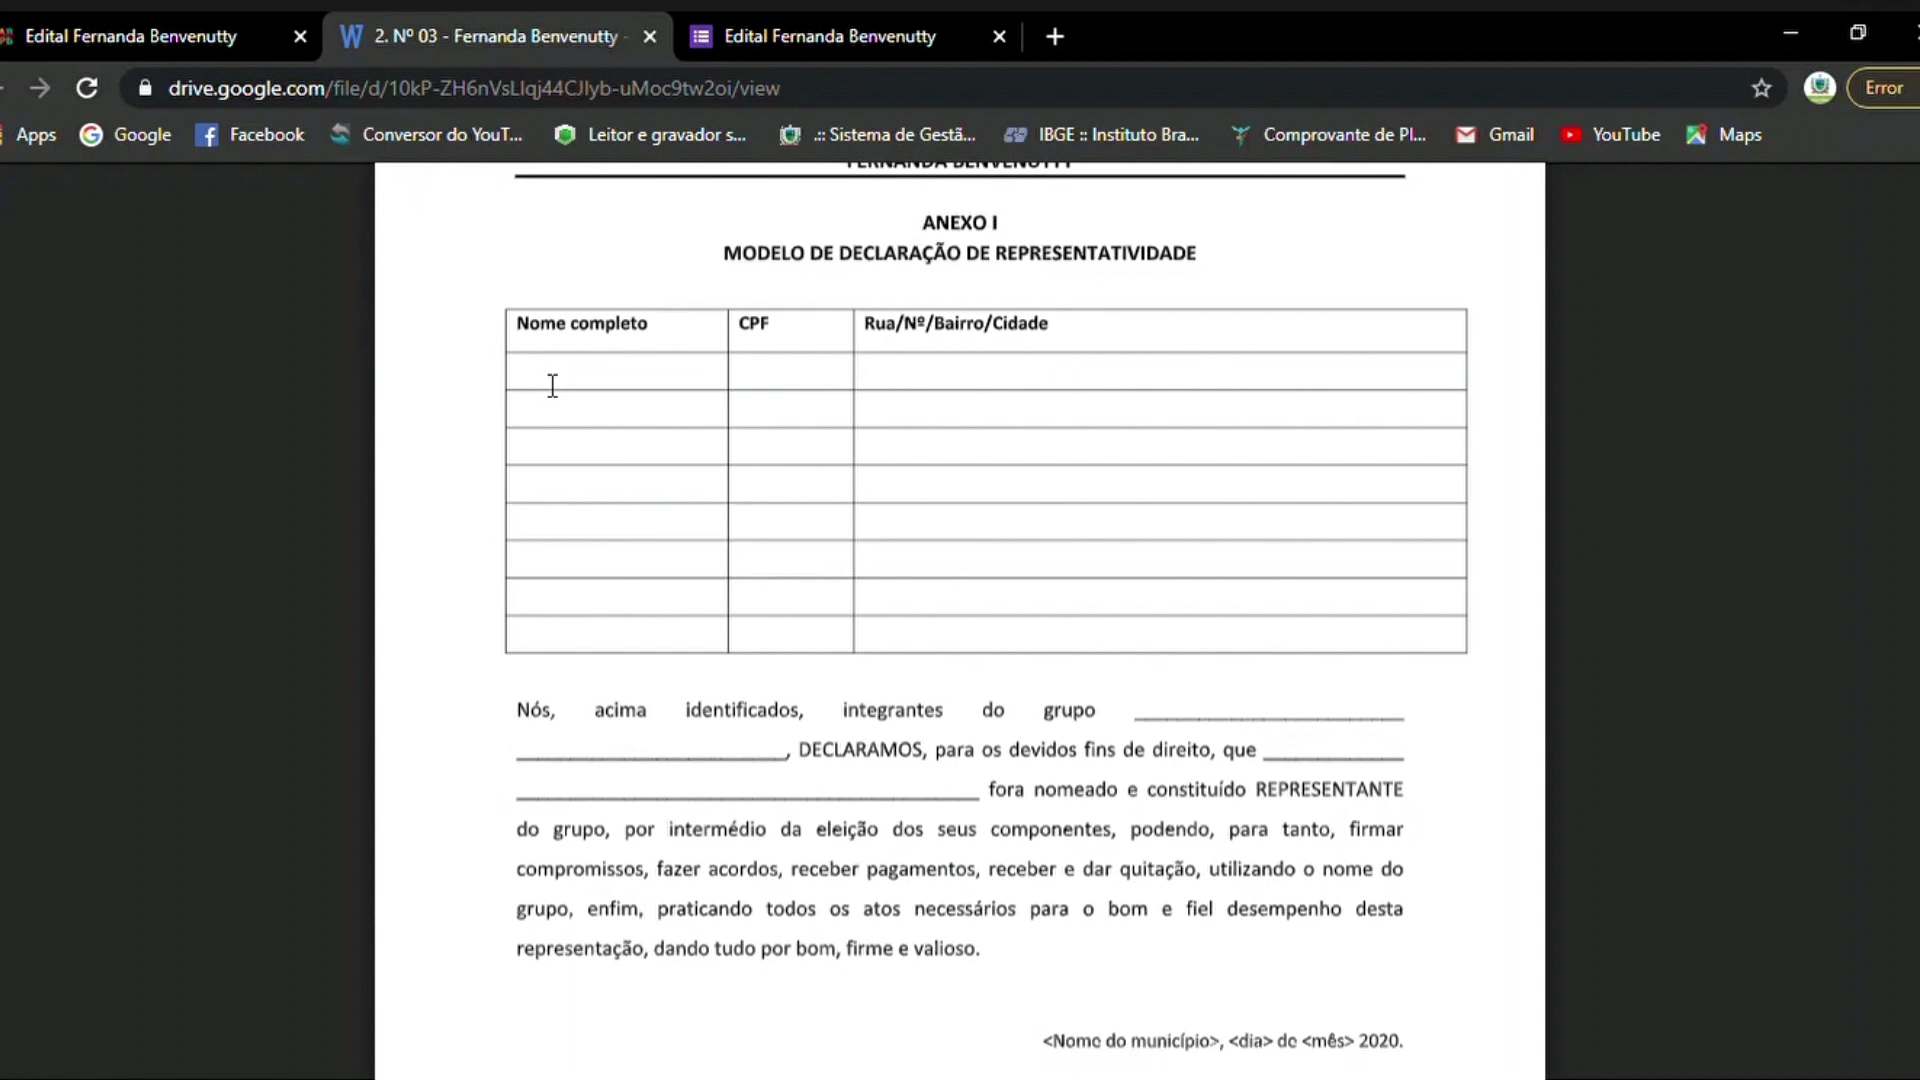 Edital Fernanda Benvenutty
2. Nº 03 - Fernanda Benvenutty -
Edital Fernanda Benvenutty
drive.google.com/file/d/10kP-ZH6nVsLlqj44CJlyb-uMoc9tw2oi/view
Error
Apps
Google
Facebook
Conversor do YouT...
Leitor e gravador s...
.:: Sistema de Gestã...
IBGE :: Instituto Bra...
Comprovante de Pl...
Gmail
YouTube
Maps
FERNANDA BENVENUTTY
ANEXO I
MODELO DE DECLARAÇÃO DE REPRESENTATIVIDADE
Nome completo
CPF
Rua/Nº/Bairro/Cidade
Nós, acima identificados, integrantes do grupo ___________________________
___________________________, DECLARAMOS, para os devidos fins de direito, que ______________
______________________________________________ fora nomeado e constituído REPRESENTANTE
do grupo, por intermédio da eleição dos seus componentes, podendo, para tanto, firmar
compromissos, fazer acordos, receber pagamentos, receber e dar quitação, utilizando o nome do
grupo, enfim, praticando todos os atos necessários para o bom e fiel desempenho desta
representação, dando tudo por bom, firme e valioso.
<Nome do município>, <dia> de <mês> 2020.